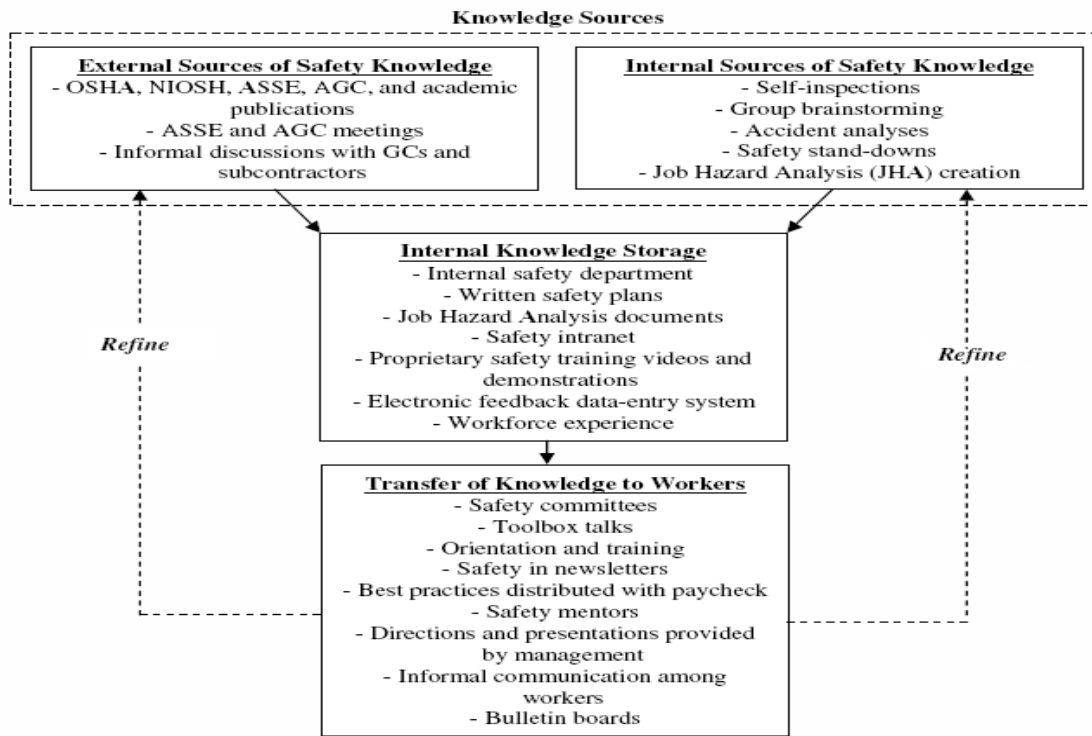 Knowledge Sources
External Sources of Safety Knowledge
- OSHA, NIOSH, ASSE, AGC, and academic
publications
- ASSE and AGC meetings
- Informal discussions with GCs and
subcontractors
Internal Sources of Safety Knowledge
- Self-inspections
- Group brainstorming
- Accident analyses
- Safety stand-downs
- Job Hazard Analysis (JHA) creation
Internal Knowledge Storage
- Internal safety department
- Written safety plans
- Job Hazard Analysis documents
- Safety intranet
- Proprietary safety training videos and
demonstrations
- Electronic feedback data-entry system
- Workforce experience
Refine
Refine
Transfer of Knowledge to Workers
- Safety committees
- Toolbox talks
- Orientation and training
- Safety in newsletters
- Best practices distributed with paycheck
- Safety mentors
- Directions and presentations provided
by management
- Informal communication among
workers
- Bulletin boards